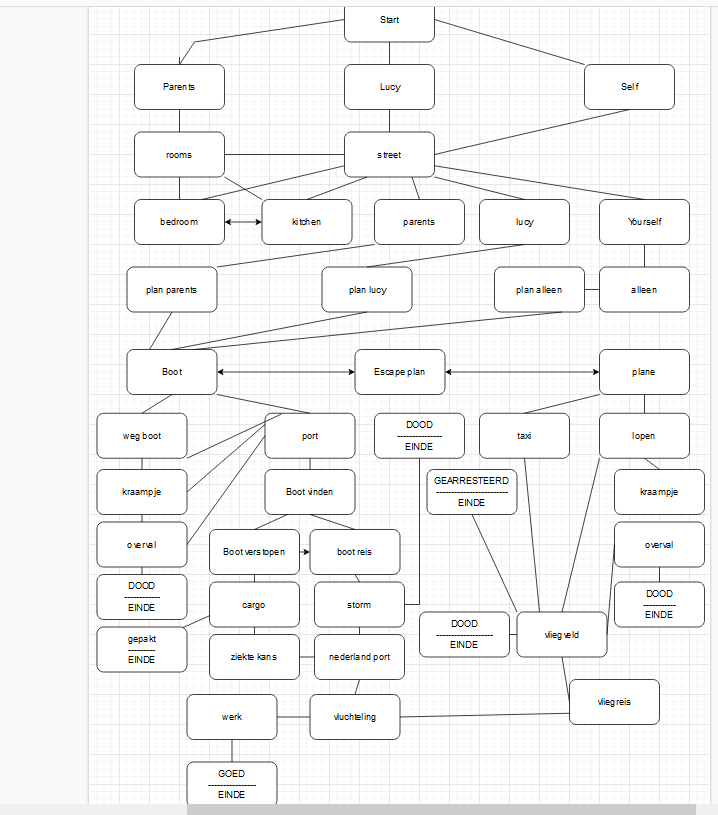 Start
Parents
Lucy
Self
rooms
street
bedroom
kitchen
parents
lucy
Yourself
plan parents
plan lucy
plan alleen
alleen
Boot
Escape plan
plane
weg boot
port
DOOD
---------------
EINDE
taxi
lopen
kraampje
Boot vinden
GEARRESTEERD
------------------------
EINDE
kraampje
overval
Boot verstopen
boot reis
overval
DOOD
------------
EINDE
cargo
storm
DOOD
-----------
EINDE
gepakt
---------
EINDE
ziekte kans
nederland port
DOOD
-------------------
EINDE
vliegveld
werk
vluchteling
vliegreis
GOED
----------------
EINDE